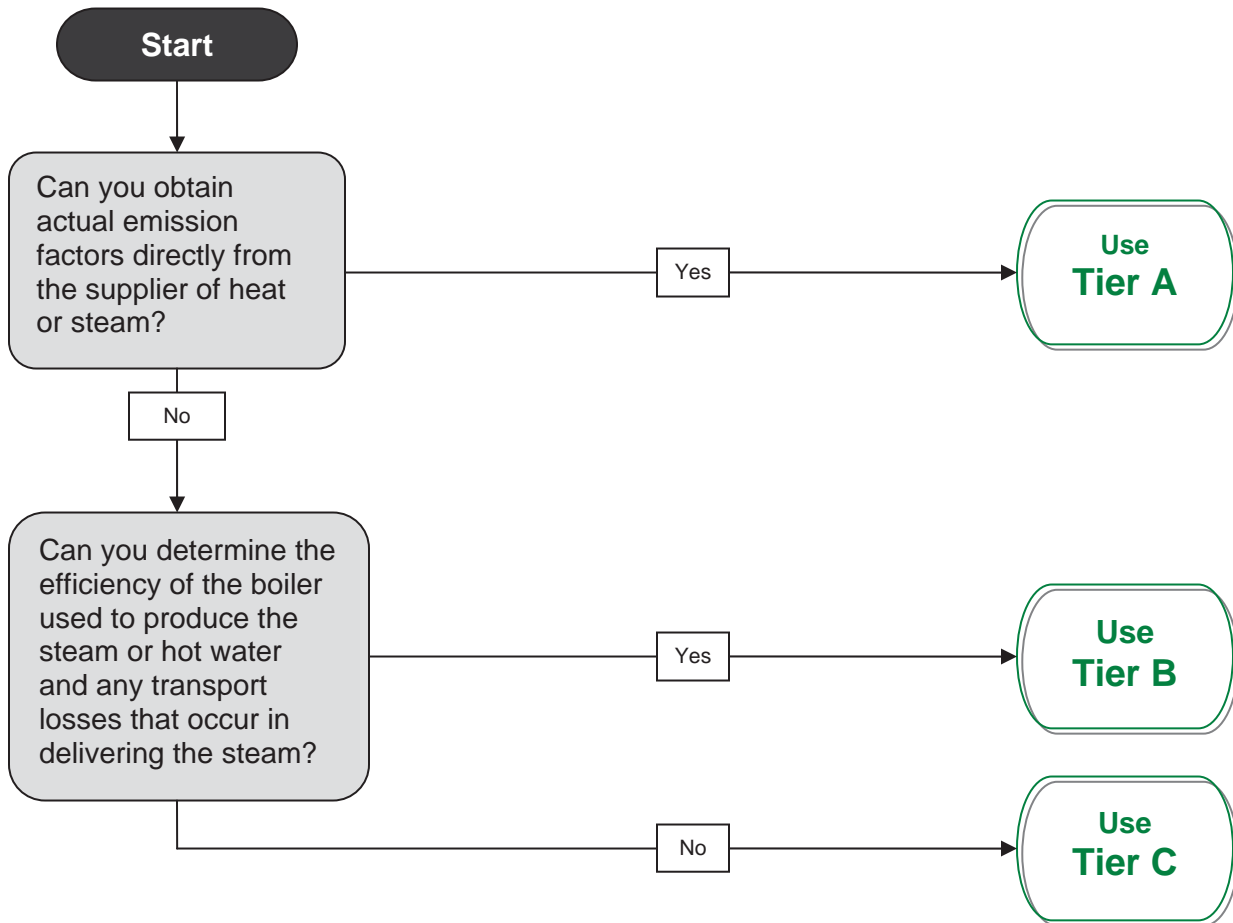 Start
Can you obtain
actual emission
factors directly from
the supplier of heat
or steam?
Yes
Use
Tier A
No
Can you determine the
efficiency of the boiler
used to produce the
steam or hot water
and any transport
losses that occur in
delivering the steam?
Yes
Use
Tier B
No
Use
Tier C